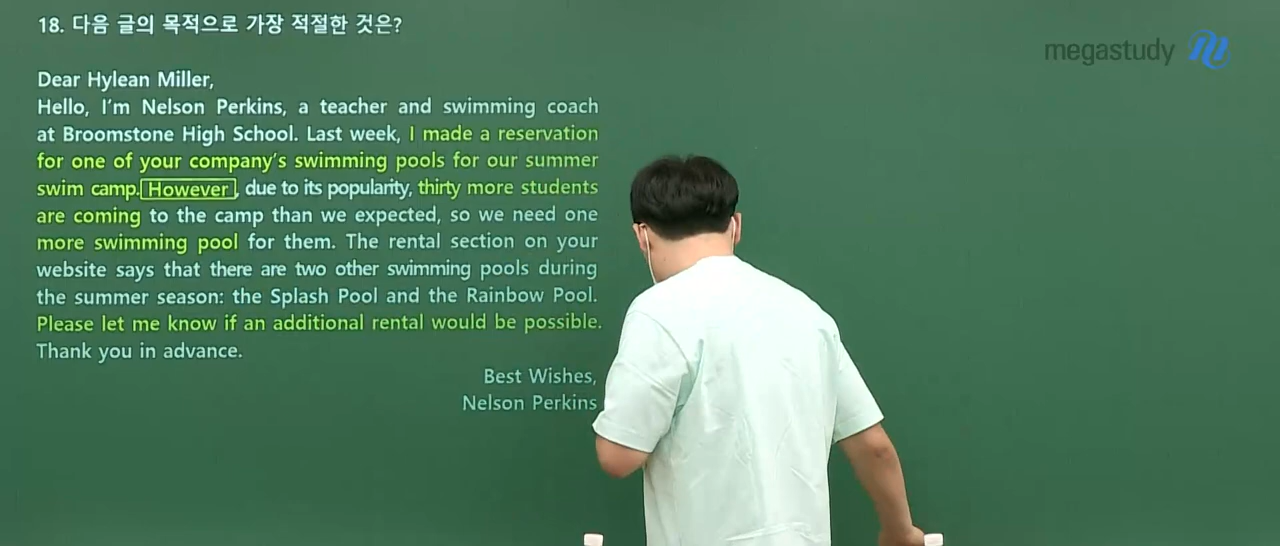 18. 다음 글의 목적으로 가장 적절한 것은?
megastudy
Dear Hylean Miller,
Hello, I'm Nelson Perkins, a teacher and swimming coach
at Broomstone High School. Last week, I made a reservation
for one of your company's swimming pools for our summer
swim camp. However, due to its popularity, thirty more students
are coming to the camp than we expected, so we need one
more swimming pool for them. The rental section on your
website says that there are two other swimming pools during
the summer season: the Splash Pool and the Rainbow Pool.
Please let me know if an additional rental would be possible.
Thank you in advance.
Best Wishes,
Nelson Perkins